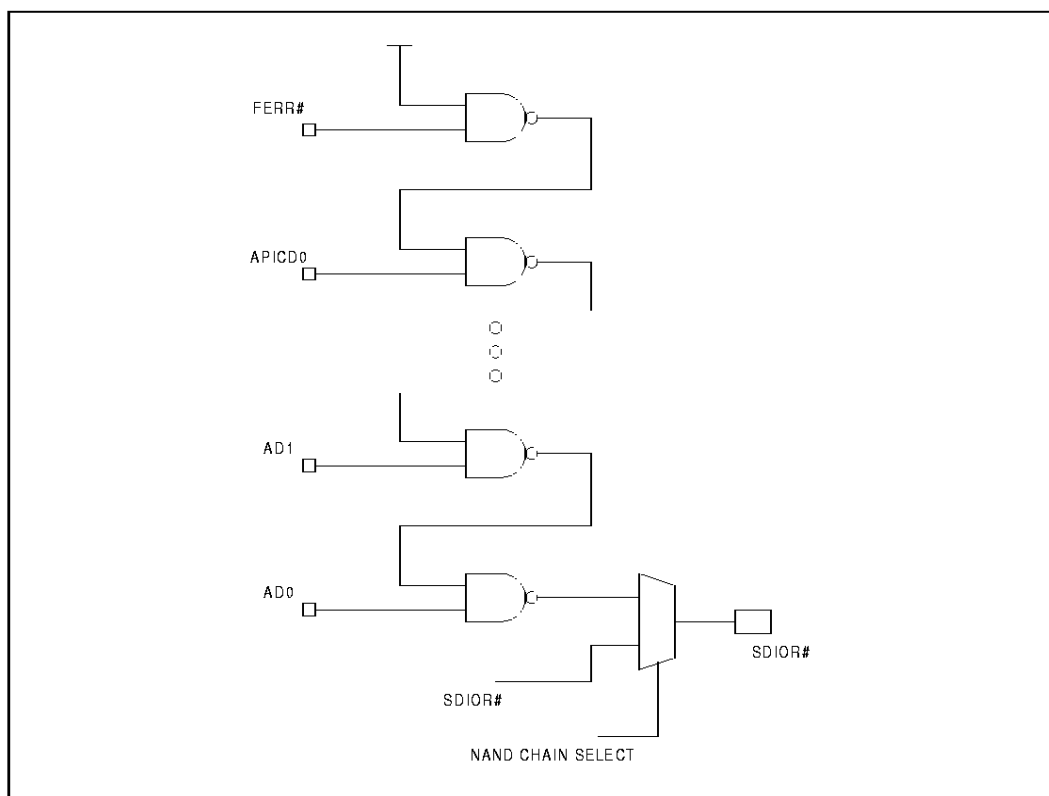 FERR#
APICD0
AD1
AD0
SDIOR#
SDIOR#
NAND CHAIN SELECT